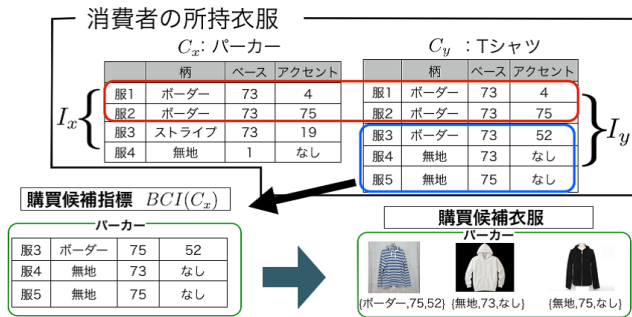 消費者の所持衣服
Cx: パーカー
柄 ベース アクセント
服1 ボーダー 73 4
服2 ボーダー 73 75
服3 ストライプ 73 19
服4 無地 1 なし
Ix
Cy :Tシャツ
柄 ベース アクセント
服1 ボーダー 73 4
服2 ボーダー 73 75
服3 ボーダー 73 52
服4 無地 73 なし
服5 無地 75 なし
Iy
購買候補指標 BCI(Cx)
パーカー
服3 ボーダー 75 52
服4 無地 73 なし
服5 無地 75 なし
購買候補衣服
パーカー
{ボーダー,75,52} {無地,73,なし} {無地,75,なし}